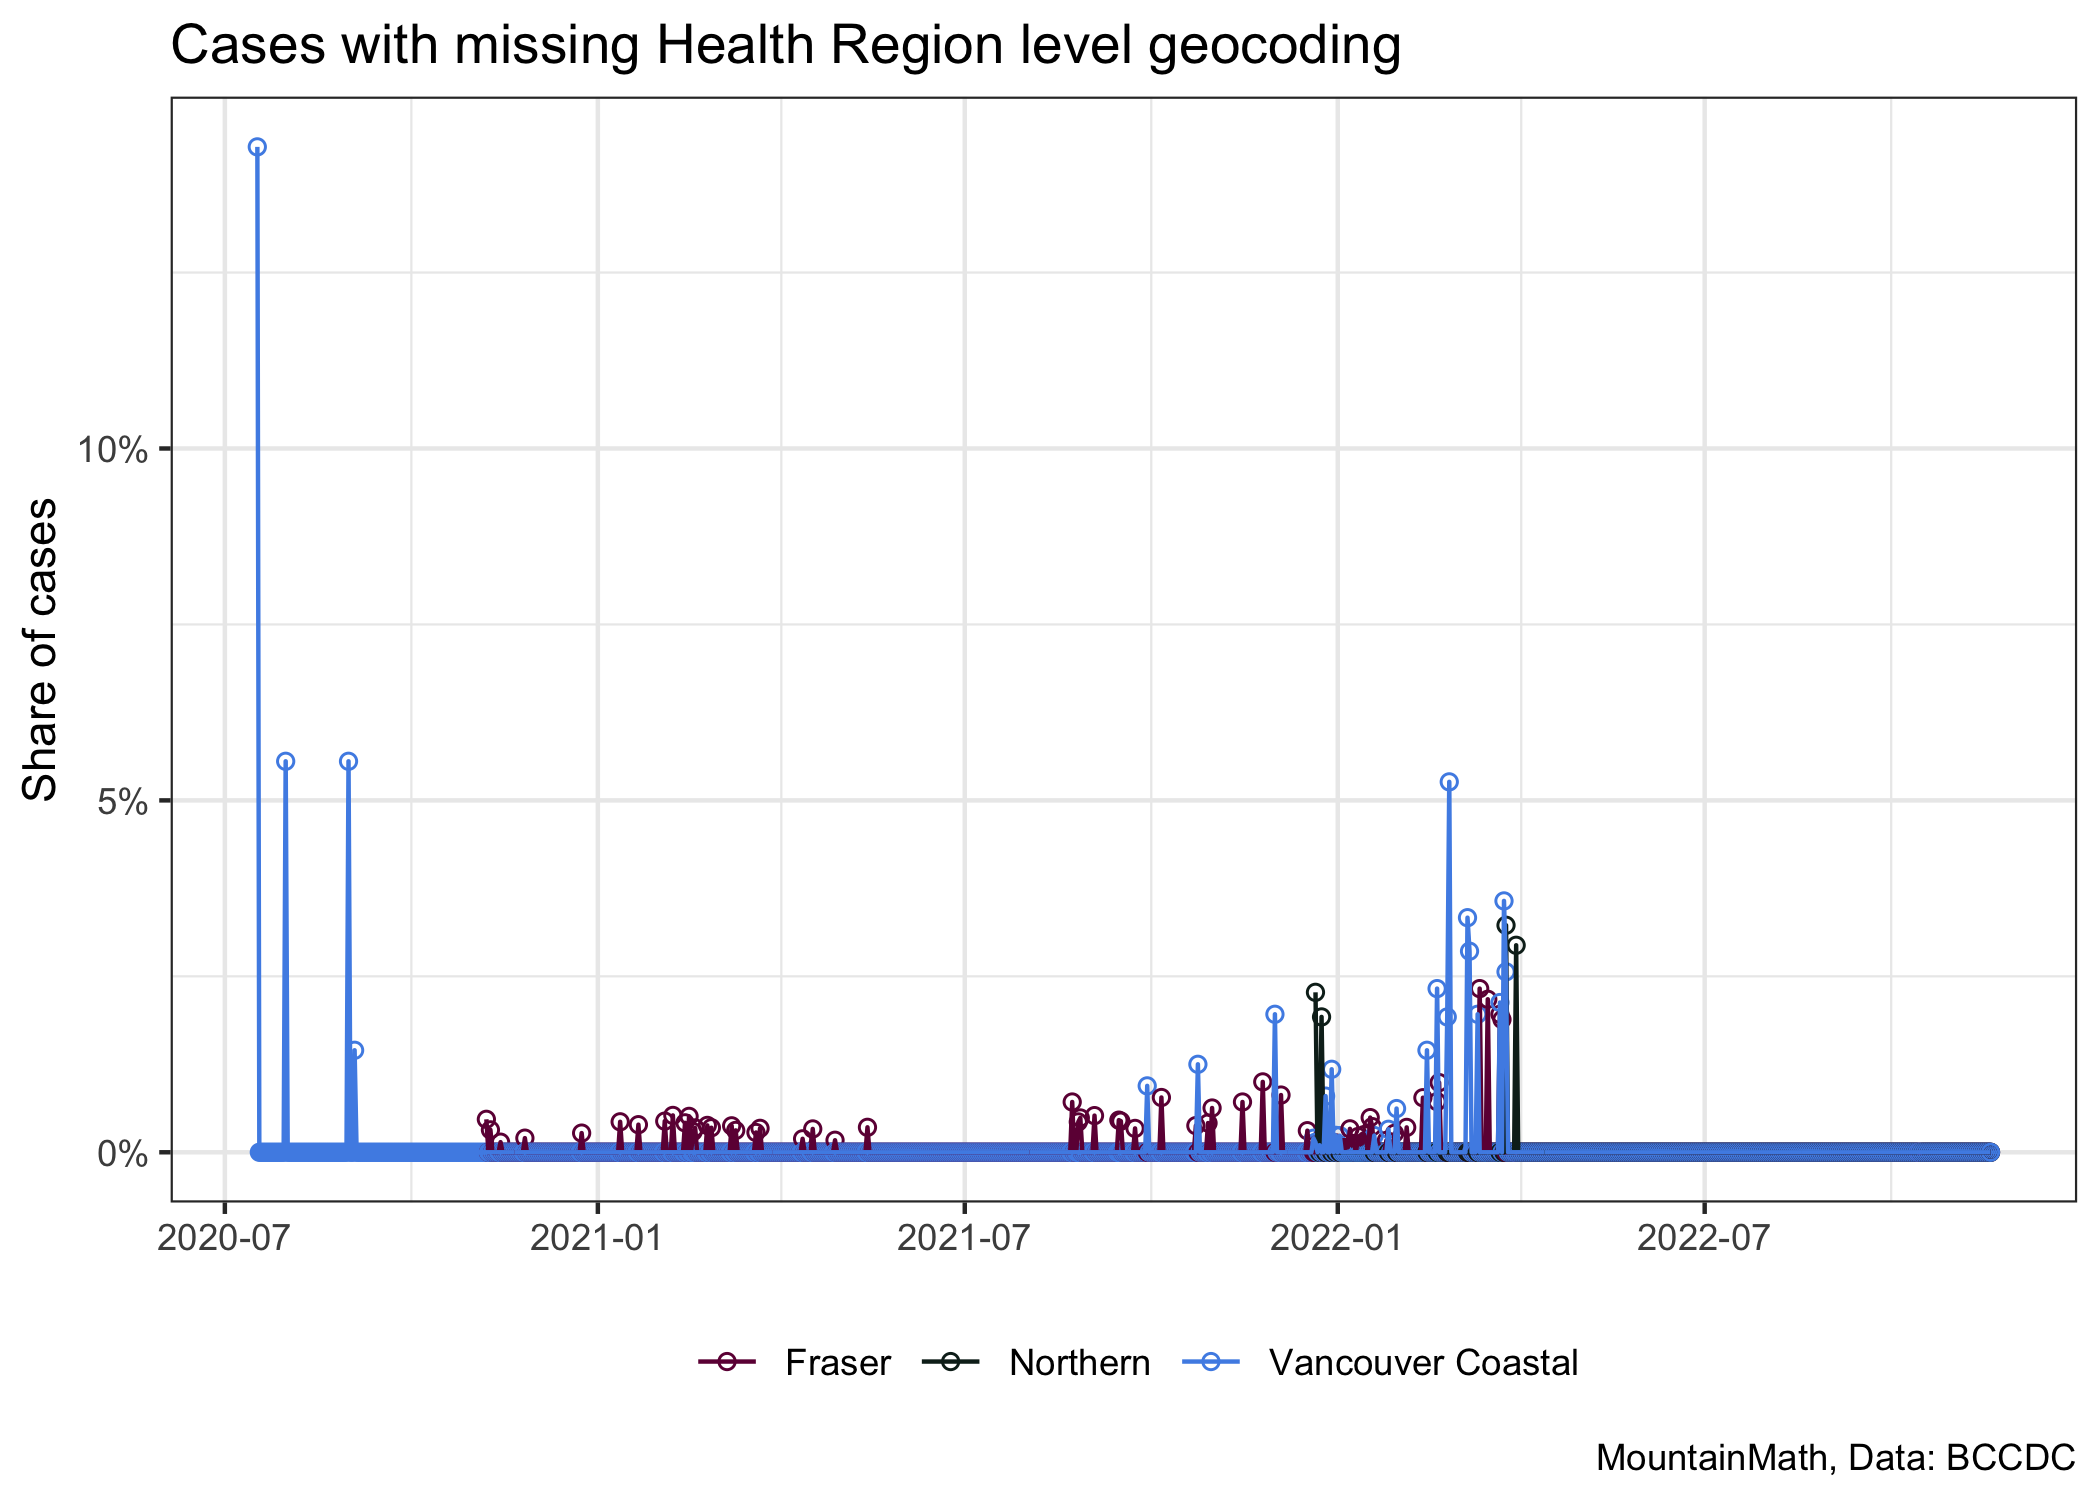 Cases with missing Health Region level geocoding
Share of cases
10%
5%
0%
2020-07
2021-01
2021-07
2022-01
2022-07
Fraser
Northern
Vancouver Coastal
MountainMath, Data: BCCDC